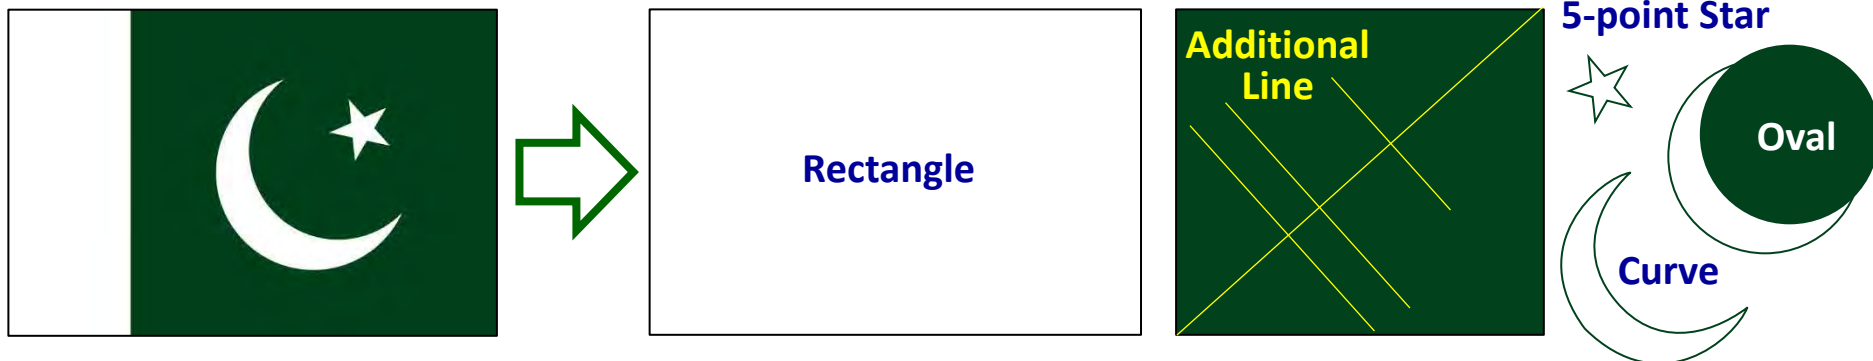 Rectangle
Additional
Line
5-point Star
Oval
Curve